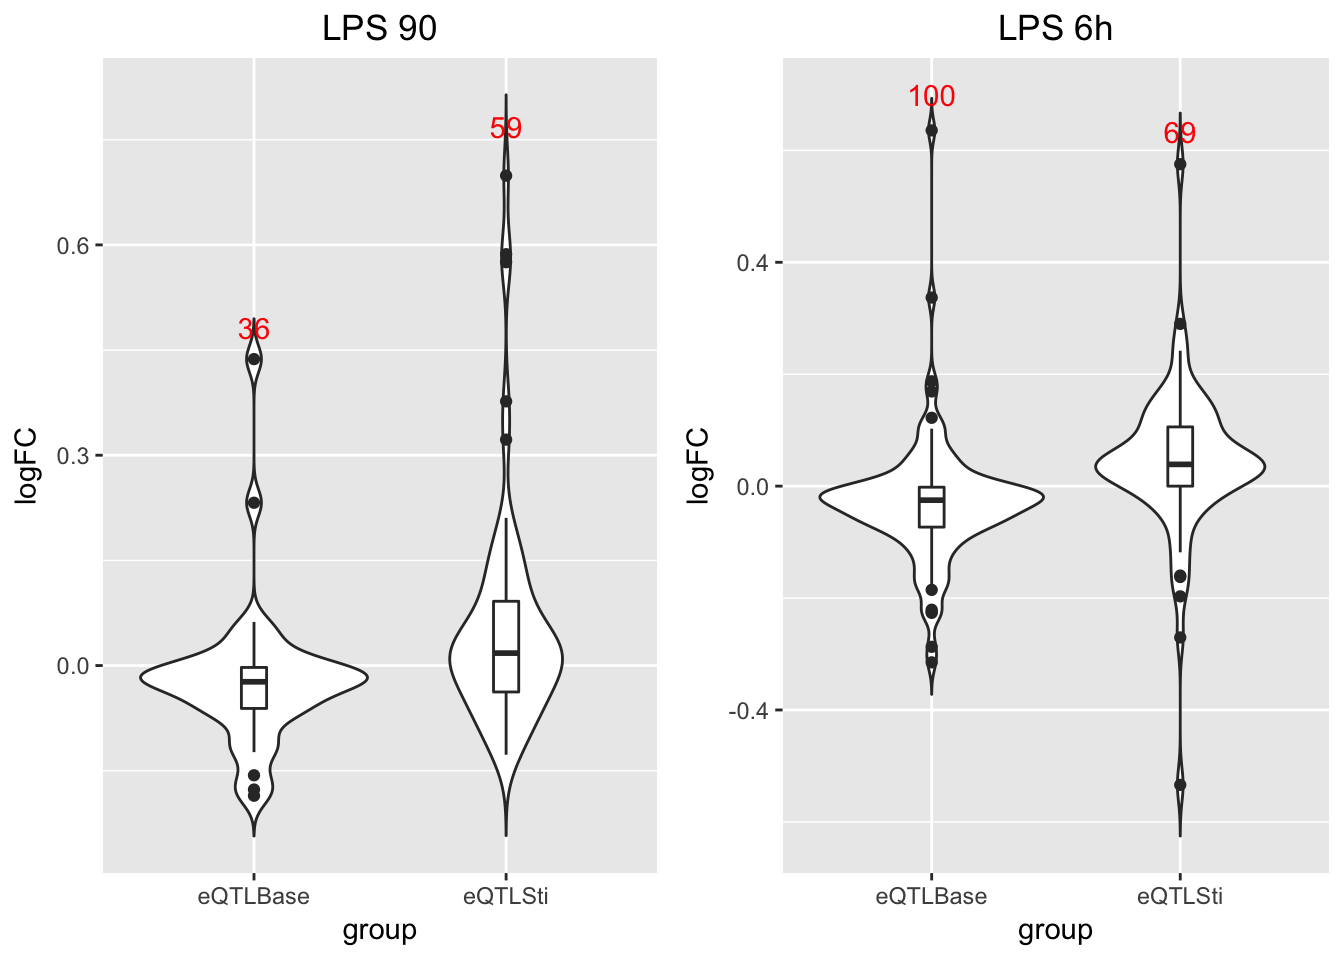 LPS 90
36
59
0.6
0.3
0.0
logFC
eQTLBase
eQTLSti
group
LPS 6h
100
69
0.4
0.0
-0.4
logFC
eQTLBase
eQTLSti
group